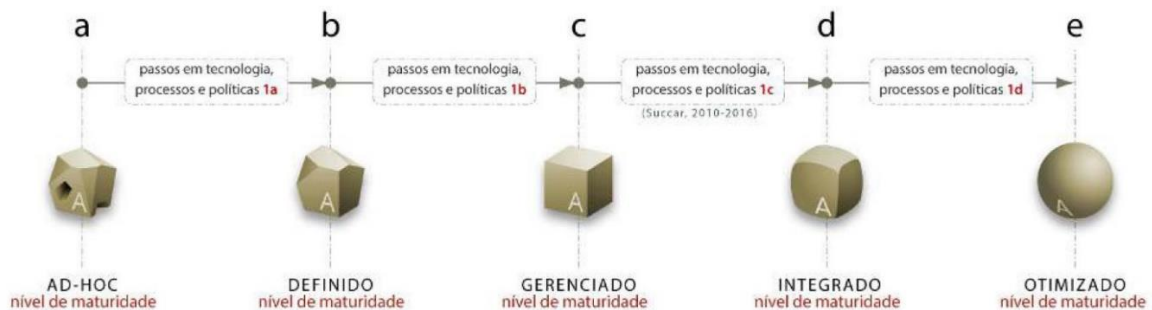 a
b
c
d
e
passos em tecnologia,
processos e políticas 1a
passos em tecnologia,
processos e políticas 1b
passos em tecnologia,
processos e políticas 1c
(Succar, 2010-2016)
passos em tecnologia,
processos e políticas 1d
A
A
A
A
A
AD-HOC
nível de maturidade
DEFINIDO
nível de maturidade
GERENCIADO
nível de maturidade
INTEGRADO
nível de maturidade
OTIMIZADO
nível de maturidade